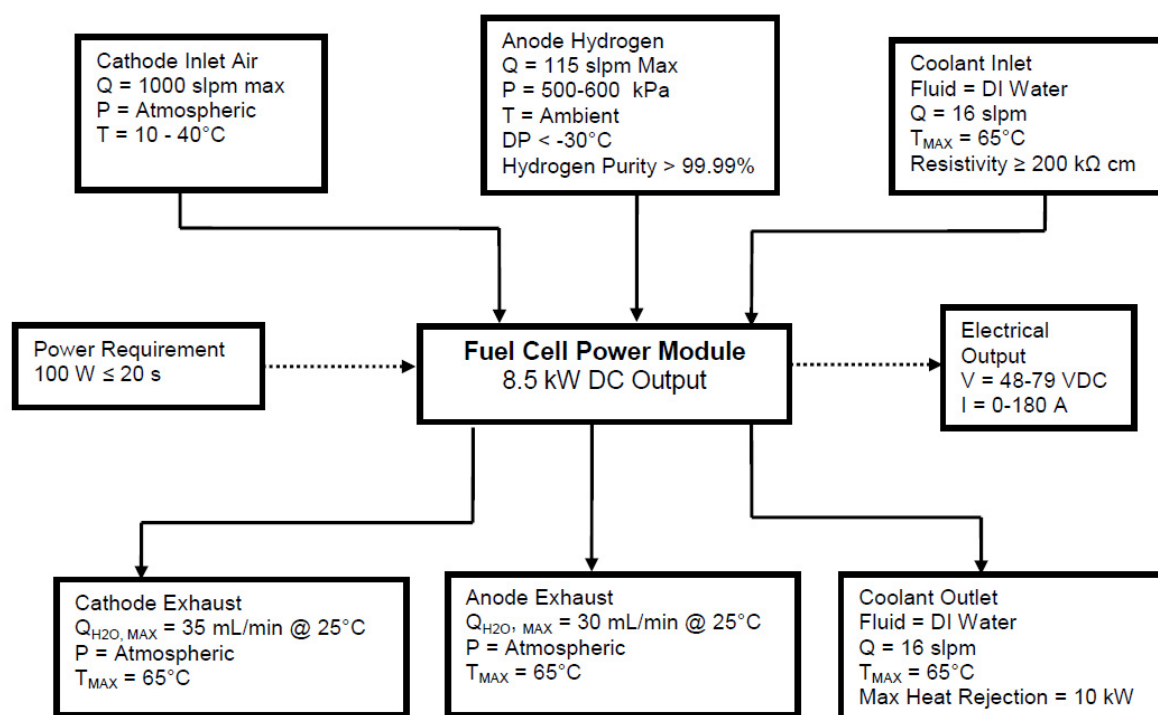 Cathode Inlet Air
Q = 1000 slpm max
P = Atmospheric
T = 10 - 40°C
Anode Hydrogen
Q = 115 slpm Max
P = 500-600 kPa
T = Ambient
DP < -30°C
Hydrogen Purity > 99.99%
Coolant Inlet
Fluid = DI Water
Q = 16 slpm
TMAX = 65°C
Resistivity ≥ 200 kΩ cm
Power Requirement
100 W ≤ 20 s
Fuel Cell Power Module
8.5 kW DC Output
Electrical
Output
V = 48-79 VDC
I = 0-180 A
Cathode Exhaust
QH2O, MAX = 35 mL/min @ 25°C
P = Atmospheric
TMAX = 65°C
Anode Exhaust
QH2O, MAX = 30 mL/min @ 25°C
P = Atmospheric
TMAX = 65°C
Coolant Outlet
Fluid = DI Water
Q = 16 slpm
TMAX = 65°C
Max Heat Rejection = 10 kW